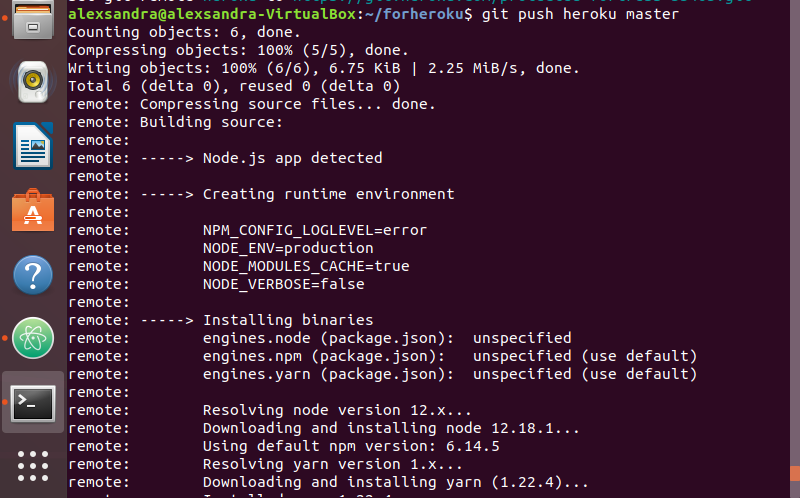 alexsandra@alexsandra-VirtualBox:~/forheroku$ git push heroku master
Counting objects: 6, done.
Compressing objects: 100% (5/5), done.
Writing objects: 100% (6/6), 6.75 KiB | 2.25 MiB/s, done.
Total 6 (delta 0), reused 0 (delta 0)
remote: Compressing source files... done.
remote: Building source:
remote:
remote: -----> Node.js app detected
remote:
remote: -----> Creating runtime environment
remote:
remote:        NPM_CONFIG_LOGLEVEL=error
remote:        NODE_ENV=production
remote:        NODE_MODULES_CACHE=true
remote:        NODE_VERBOSE=false
remote:
remote: -----> Installing binaries
remote:        engines.node (package.json):  unspecified
remote:        engines.npm (package.json):   unspecified (use default)
remote:        engines.yarn (package.json):  unspecified (use default)
remote:
remote:        Resolving node version 12.x...
remote:        Downloading and installing node 12.18.1...
remote:        Using default npm version: 6.14.5
remote:        Resolving yarn version 1.x...
remote:        Downloading and installing yarn (1.22.4)...